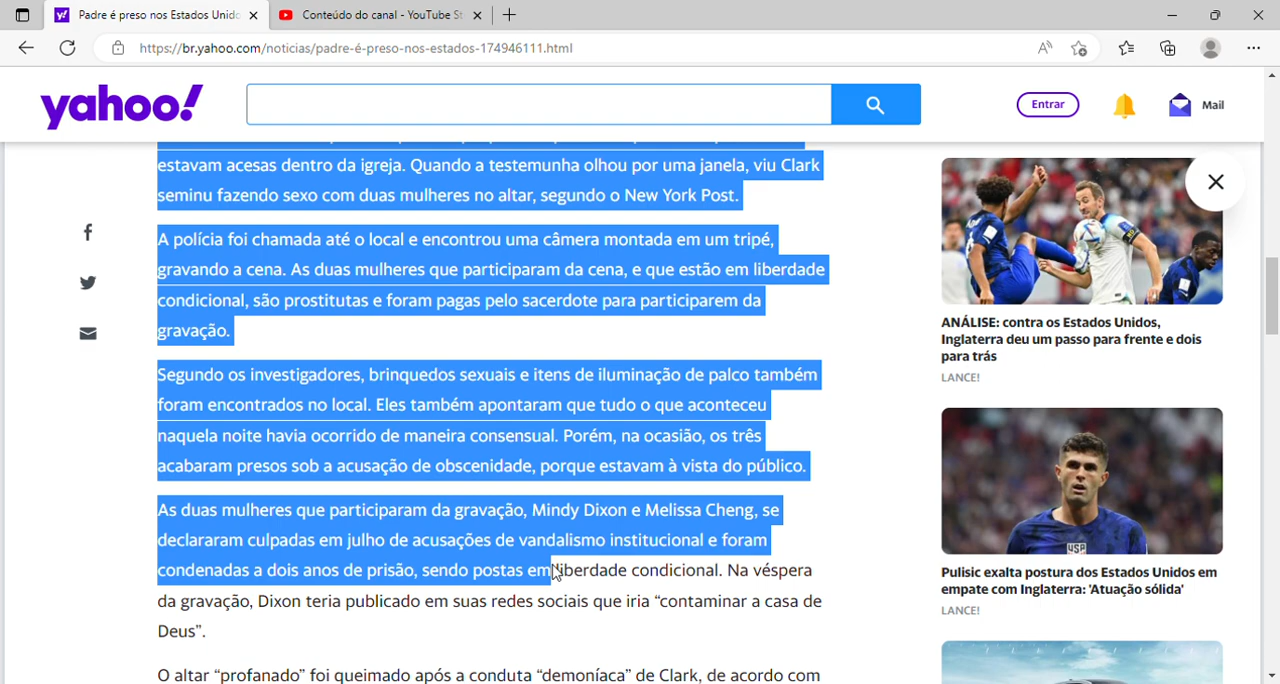 Padre é preso nos Estados Unido
Conteúdo do canal - YouTube St
https://br.yahoo.com/noticias/padre-é-preso-nos-estados-174946111.html
yahoo!
Entrar
Mail
estavam acesas dentro da igreja. Quando a testemunha olhou por uma janela, viu Clark
seminu fazendo sexo com duas mulheres no altar, segundo o New York Post.
A polícia foi chamada até o local e encontrou uma câmera montada em um tripé,
gravando a cena. As duas mulheres que participaram da cena, e que estão em liberdade
condicional, são prostitutas e foram pagas pelo sacerdote para participarem da
gravação.
Segundo os investigadores, brinquedos sexuais e itens de iluminação de palco também
foram encontrados no local. Eles também apontaram que tudo o que aconteceu
naquela noite havia ocorrido de maneira consensual. Porém, na ocasião, os três
acabaram presos sob a acusação de obscenidade, porque estavam à vista do público.
As duas mulheres que participaram da gravação, Mindy Dixon e Melissa Cheng, se
declararam culpadas em julho de acusações de vandalismo institucional e foram
condenadas a dois anos de prisão, sendo postas em liberdade condicional. Na véspera
da gravação, Dixon teria publicado em suas redes sociais que iria “contaminar a casa de
Deus”.
O altar “profanado” foi queimado após a conduta “demoníaca” de Clark, de acordo com
ANÁLISE: contra os Estados Unidos,
Inglaterra deu um passo para frente e dois
para trás
LANCE!
Pulisic exalta postura dos Estados Unidos em
empate com Inglaterra: 'Atuação sólida'
LANCE!